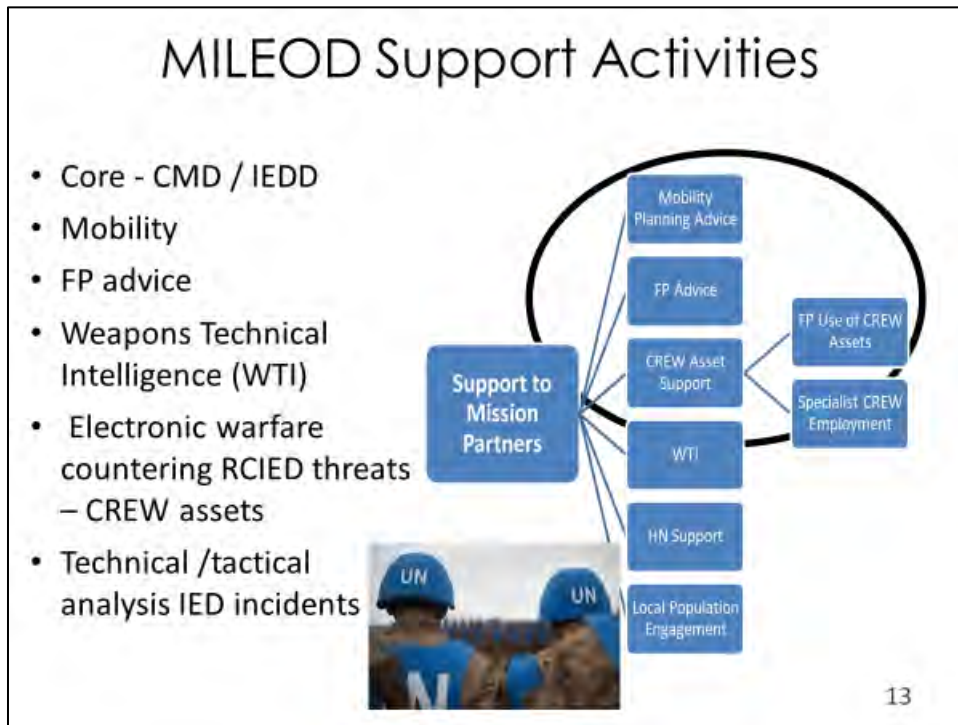 MILEOD Support Activities
• Core - CMD / IEDD
• Mobility
• FP advice
• Weapons Technical
Intelligence (WTI)
• Electronic warfare
countering RCIED threats
– CREW assets
• Technical /tactical
analysis IED incidents
Support to
Mission
Partners
Mobility
Planning Advice
FP Advice
CREW Asset
Support
FP Use of CREW
Assets
Specialist CREW
Employment
WTI
HN Support
Local Population
Engagement
UN
UN
N
13